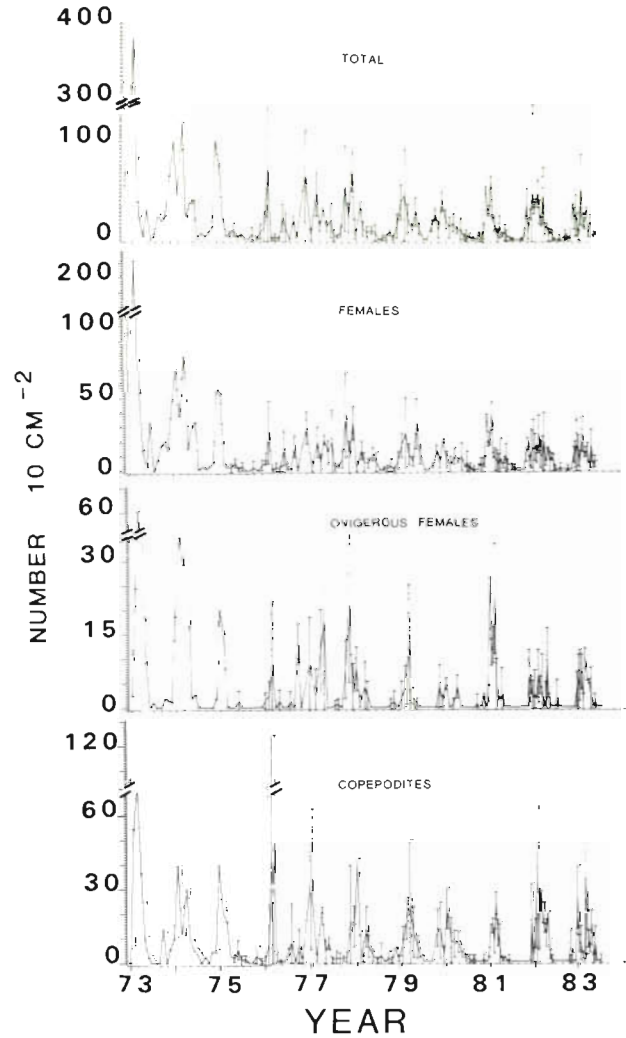 400
TOTAL
300
100
0
200
FEMALES
100
50
0
60
OVIGEROUS FEMALES
30
15
0
120
COPEPODITES
60
30
0
NUMBER 10 CM -2
73 75 77 79 81 83
YEAR